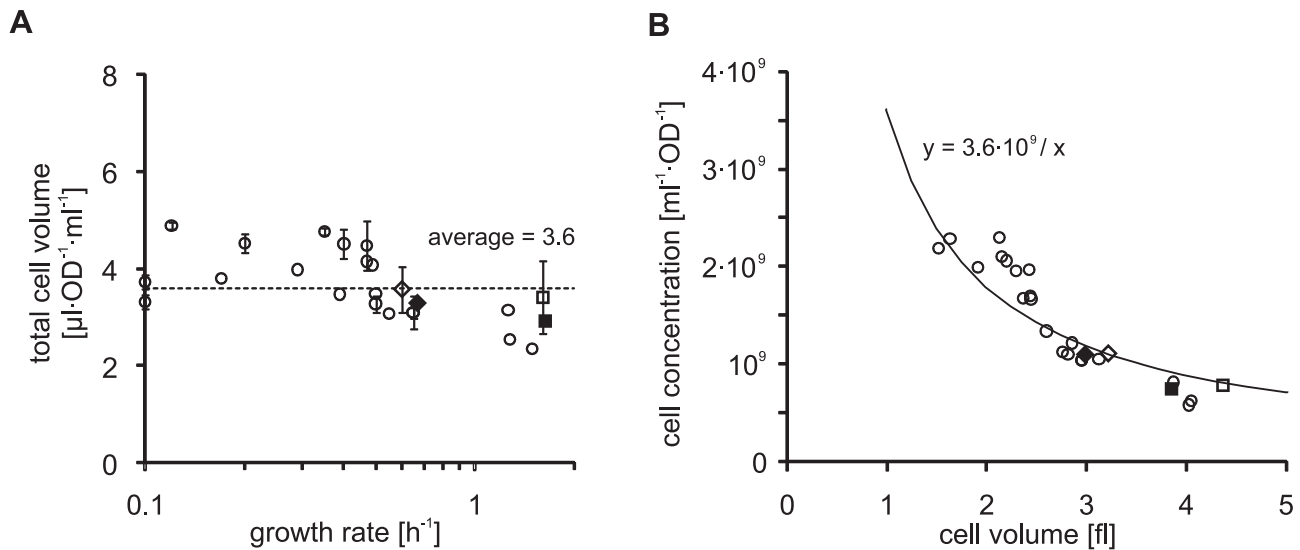 A
8
6
4
2
0
0.1
1
total cell volume
[µl·OD⁻¹·ml⁻¹]
growth rate [h⁻¹]
average = 3.6
B
4·10⁹
3·10⁹
2·10⁹
10⁹
0
0 1 2 3 4 5
cell concentration [ml⁻¹·OD⁻¹]
cell volume [fl]
y = 3.6·10⁹/ x